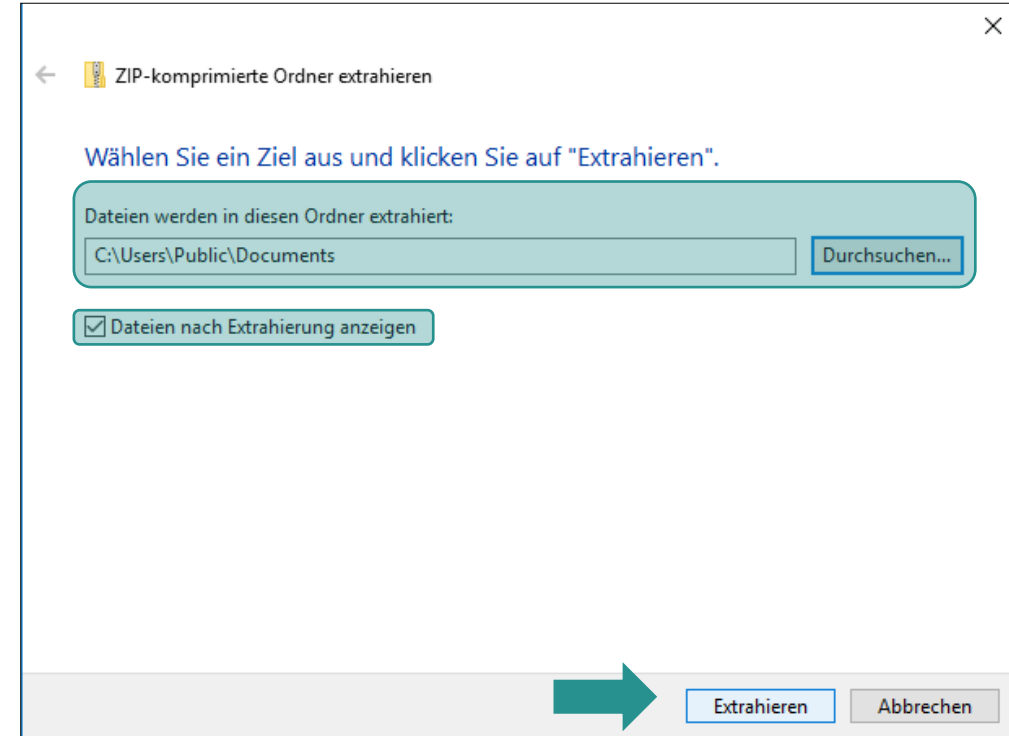 ZIP-komprimierte Ordner extrahieren
Wählen Sie ein Ziel aus und klicken Sie auf "Extrahieren".
Dateien werden in diesen Ordner extrahiert:
C:\Users\Public\Documents Durchsuchen...
Dateien nach Extrahierung anzeigen
Extrahieren Abbrechen